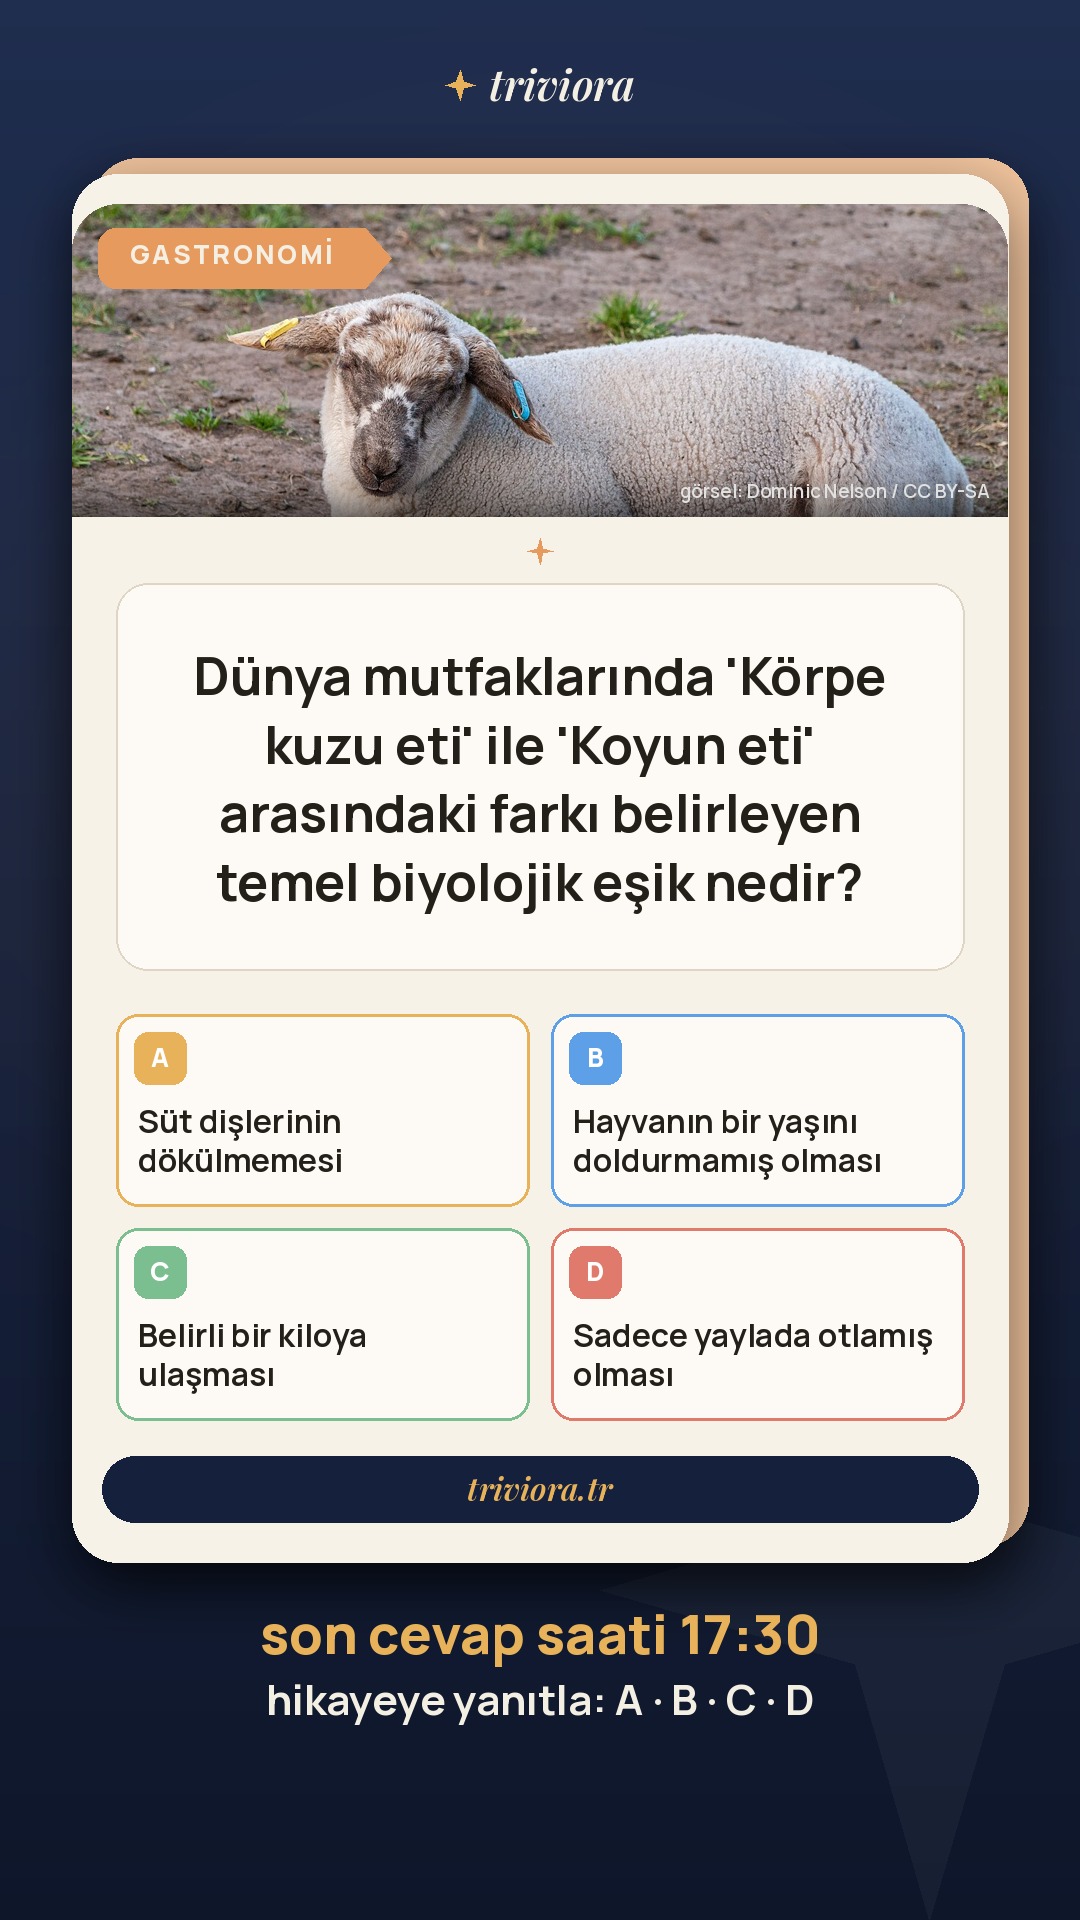 triviora
GASTRONOMİ
görsel: Dominic Nelson / CC BY-SA
Dünya mutfaklarında 'Körpe
kuzu eti' ile 'Koyun eti'
arasındaki farkı belirleyen
temel biyolojik eşik nedir?
A
Süt dişlerinin
dökülmemesi
B
Hayvanın bir yaşını
doldurmamış olması
C
Belirli bir kiloya
ulaşması
D
Sadece yaylada otlamış
olması
triviora.tr
son cevap saati 17:30
hikayeye yanıtla: A · B · C · D